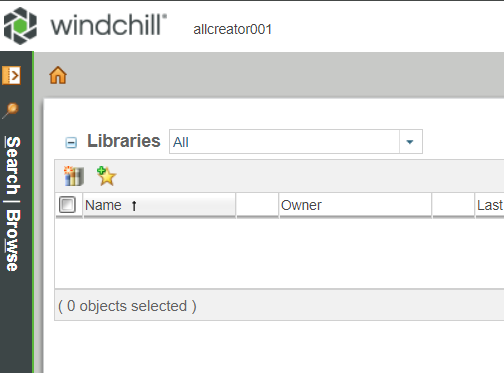 windchill® allcreator001
Search | Browse
Libraries All
Name ↑ Owner Last
( 0 objects selected )